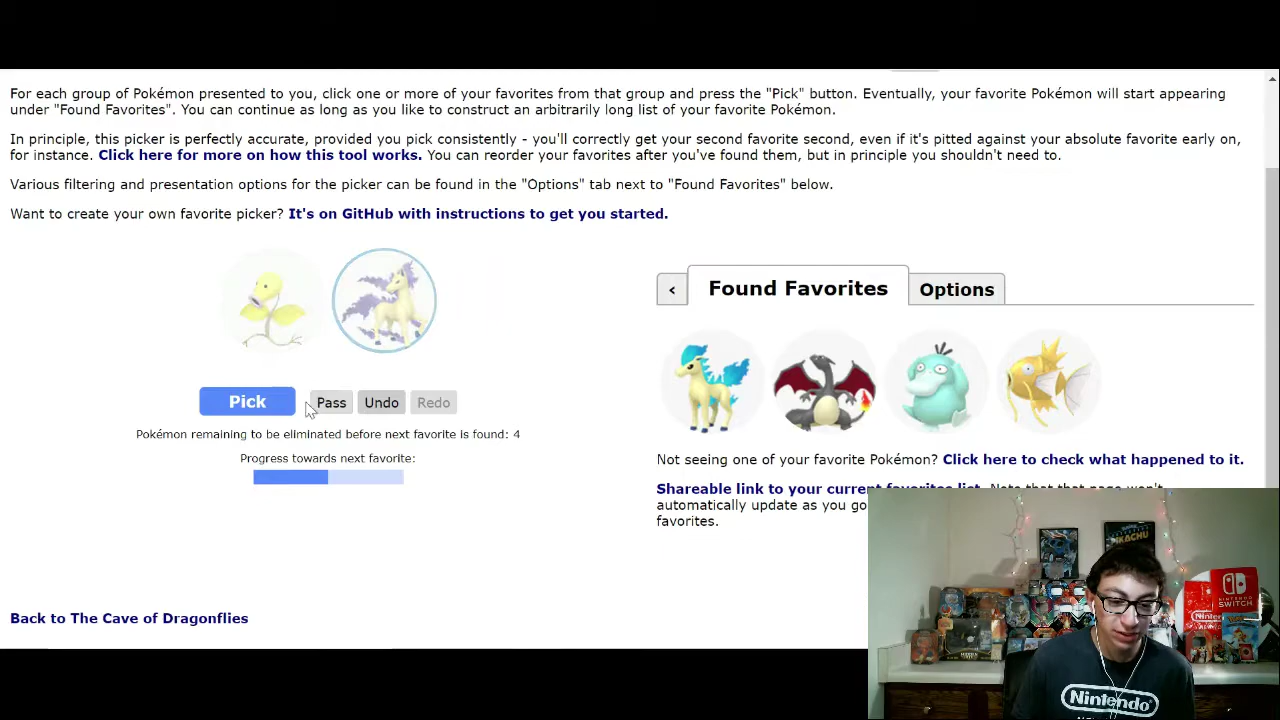 For each group of Pokémon presented to you, click one or more of your favorites from that group and press the "Pick" button. Eventually, your favorite Pokémon will start appearing
under "Found Favorites". You can continue as long as you like to construct an arbitrarily long list of your favorite Pokémon.
In principle, this picker is perfectly accurate, provided you pick consistently - you'll correctly get your second favorite second, even if it's pitted against your absolute favorite early on,
for instance. Click here for more on how this tool works. You can reorder your favorites after you've found them, but in principle you shouldn't need to.
Various filtering and presentation options for the picker can be found in the "Options" tab next to "Found Favorites" below.
Want to create your own favorite picker? It's on GitHub with instructions to get you started.
‹ Found Favorites Options
Pick Pass Undo Redo
Pokémon remaining to be eliminated before next favorite is found: 4
Progress towards next favorite:
Not seeing one of your favorite Pokémon? Click here to check what happened to it.
Shareable link to your current favorites list. Note that that page won't
automatically update as you go
favorites.
Back to The Cave of Dragonflies
PIKACHU
NINTENDO
SWITCH
Nintendo